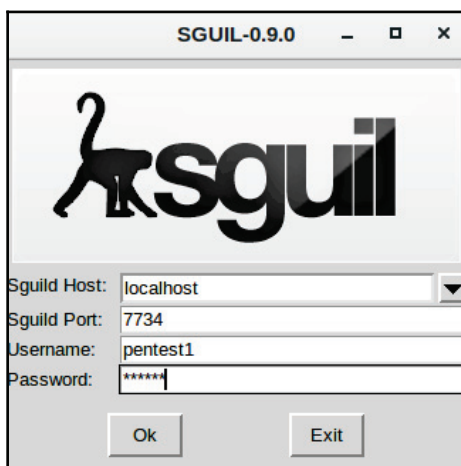 SGUIL-0.9.0
sguil
Sguild Host: localhost
Sguild Port: 7734
Username: pentest1
Password: ******
Ok Exit